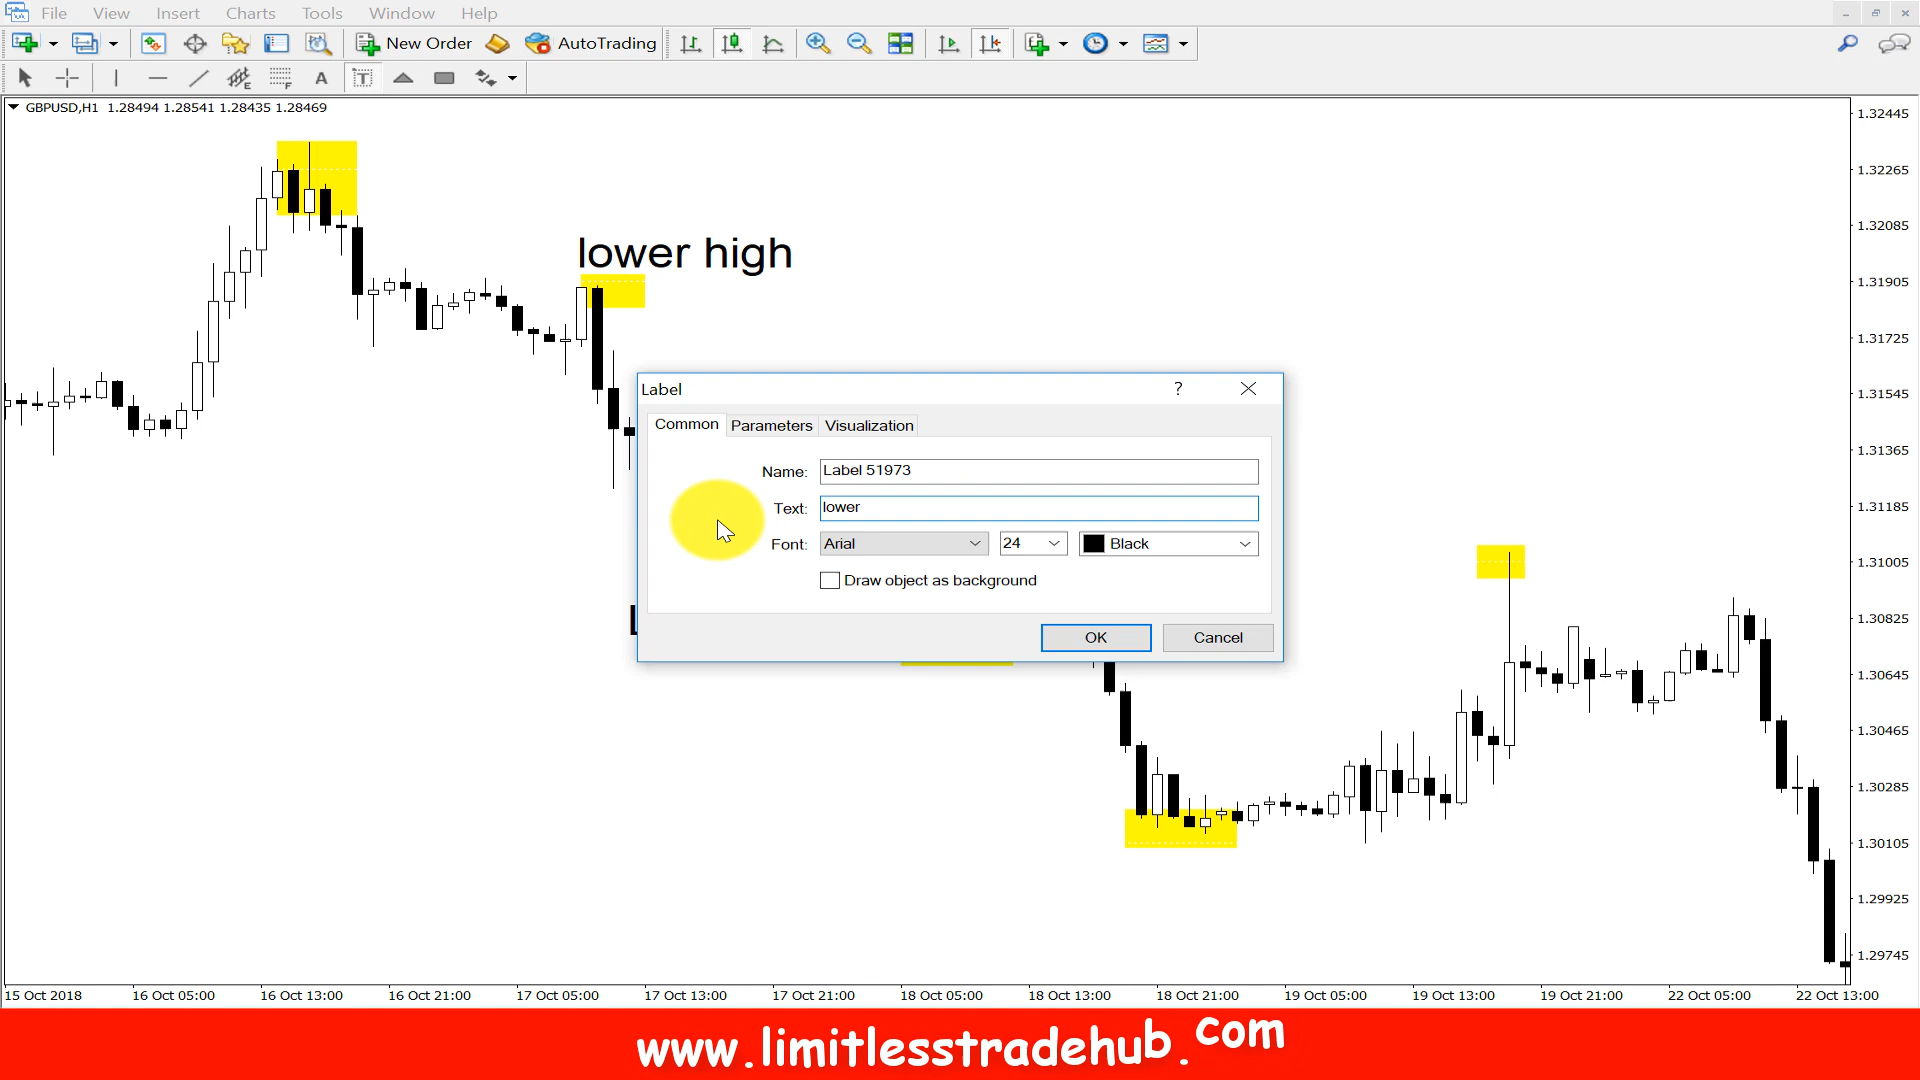 File View Insert Charts Tools Window Help
New Order AutoTrading
A T
GBPUSD,H1 1.28494 1.28541 1.28435 1.28469
lower high
Label ?
Common Parameters Visualization
Name: Label 51973
Text: lower
Font: Arial 24 Black
Draw object as background
OK Cancel
1.32445
1.32265
1.32085
1.31905
1.31725
1.31545
1.31365
1.31185
1.31005
1.30825
1.30645
1.30465
1.30285
1.30105
1.29925
1.29745
15 Oct 2018 16 Oct 05:00 16 Oct 13:00 16 Oct 21:00 17 Oct 05:00 17 Oct 13:00 17 Oct 21:00 18 Oct 05:00 18 Oct 13:00 18 Oct 21:00 19 Oct 05:00 19 Oct 13:00 19 Oct 21:00 22 Oct 05:00 22 Oct 13:00
www.limitlesstradehub.com